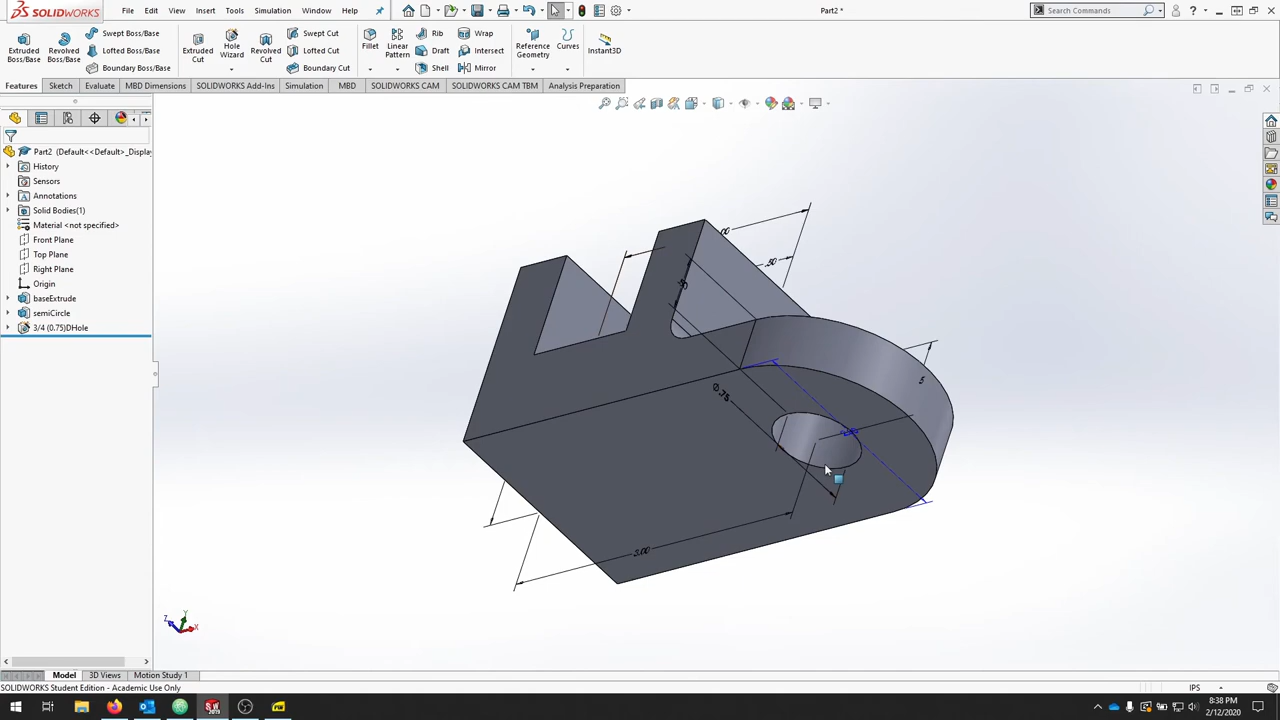 SOLIDWORKS
File Edit View Insert Tools Simulation Window Help
Part2 *
Search Commands
Extruded Boss/Base
Revolved Boss/Base
Swept Boss/Base
Lofted Boss/Base
Boundary Boss/Base
Extruded Cut
Hole Wizard
Revolved Cut
Swept Cut
Lofted Cut
Boundary Cut
Fillet
Linear Pattern
Rib
Draft
Shell
Wrap
Intersect
Mirror
Reference Geometry
Curves
Instant3D
Features Sketch Evaluate MBD Dimensions SOLIDWORKS Add-Ins Simulation MBD SOLIDWORKS CAM SOLIDWORKS CAM TBM Analysis Preparation
Part2 (Default<<Default>_Display
History
Sensors
Annotations
Solid Bodies(1)
Material <not specified>
Front Plane
Top Plane
Right Plane
Origin
baseExtrude
semiCircle
3/4 (0.75)DHole
.50
Ø.75
5
3.00
Y
Z
X
Model 3D Views Motion Study 1
SOLIDWORKS Student Edition - Academic Use Only
IPS
8:38 PM
2/12/2020